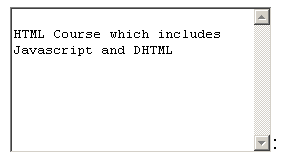 HTML Course which includes
Javascript and DHTML
: